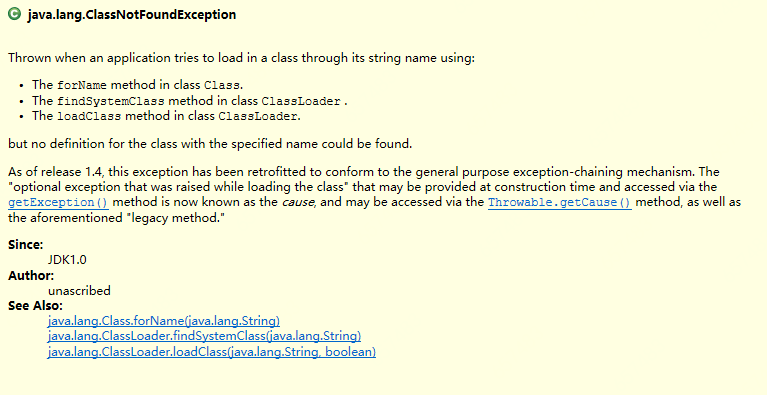 C java.lang.ClassNotFoundException
Thrown when an application tries to load in a class through its string name using:
• The forName method in class Class.
• The findSystemClass method in class ClassLoader .
• The loadClass method in class ClassLoader.
but no definition for the class with the specified name could be found.
As of release 1.4, this exception has been retrofitted to conform to the general purpose exception-chaining mechanism. The
"optional exception that was raised while loading the class" that may be provided at construction time and accessed via the
getException() method is now known as the cause, and may be accessed via the Throwable.getCause() method, as well as
the aforementioned "legacy method."
Since:
JDK1.0
Author:
unascribed
See Also:
java.lang.Class.forName(java.lang.String)
java.lang.ClassLoader.findSystemClass(java.lang.String)
java.lang.ClassLoader.loadClass(java.lang.String, boolean)